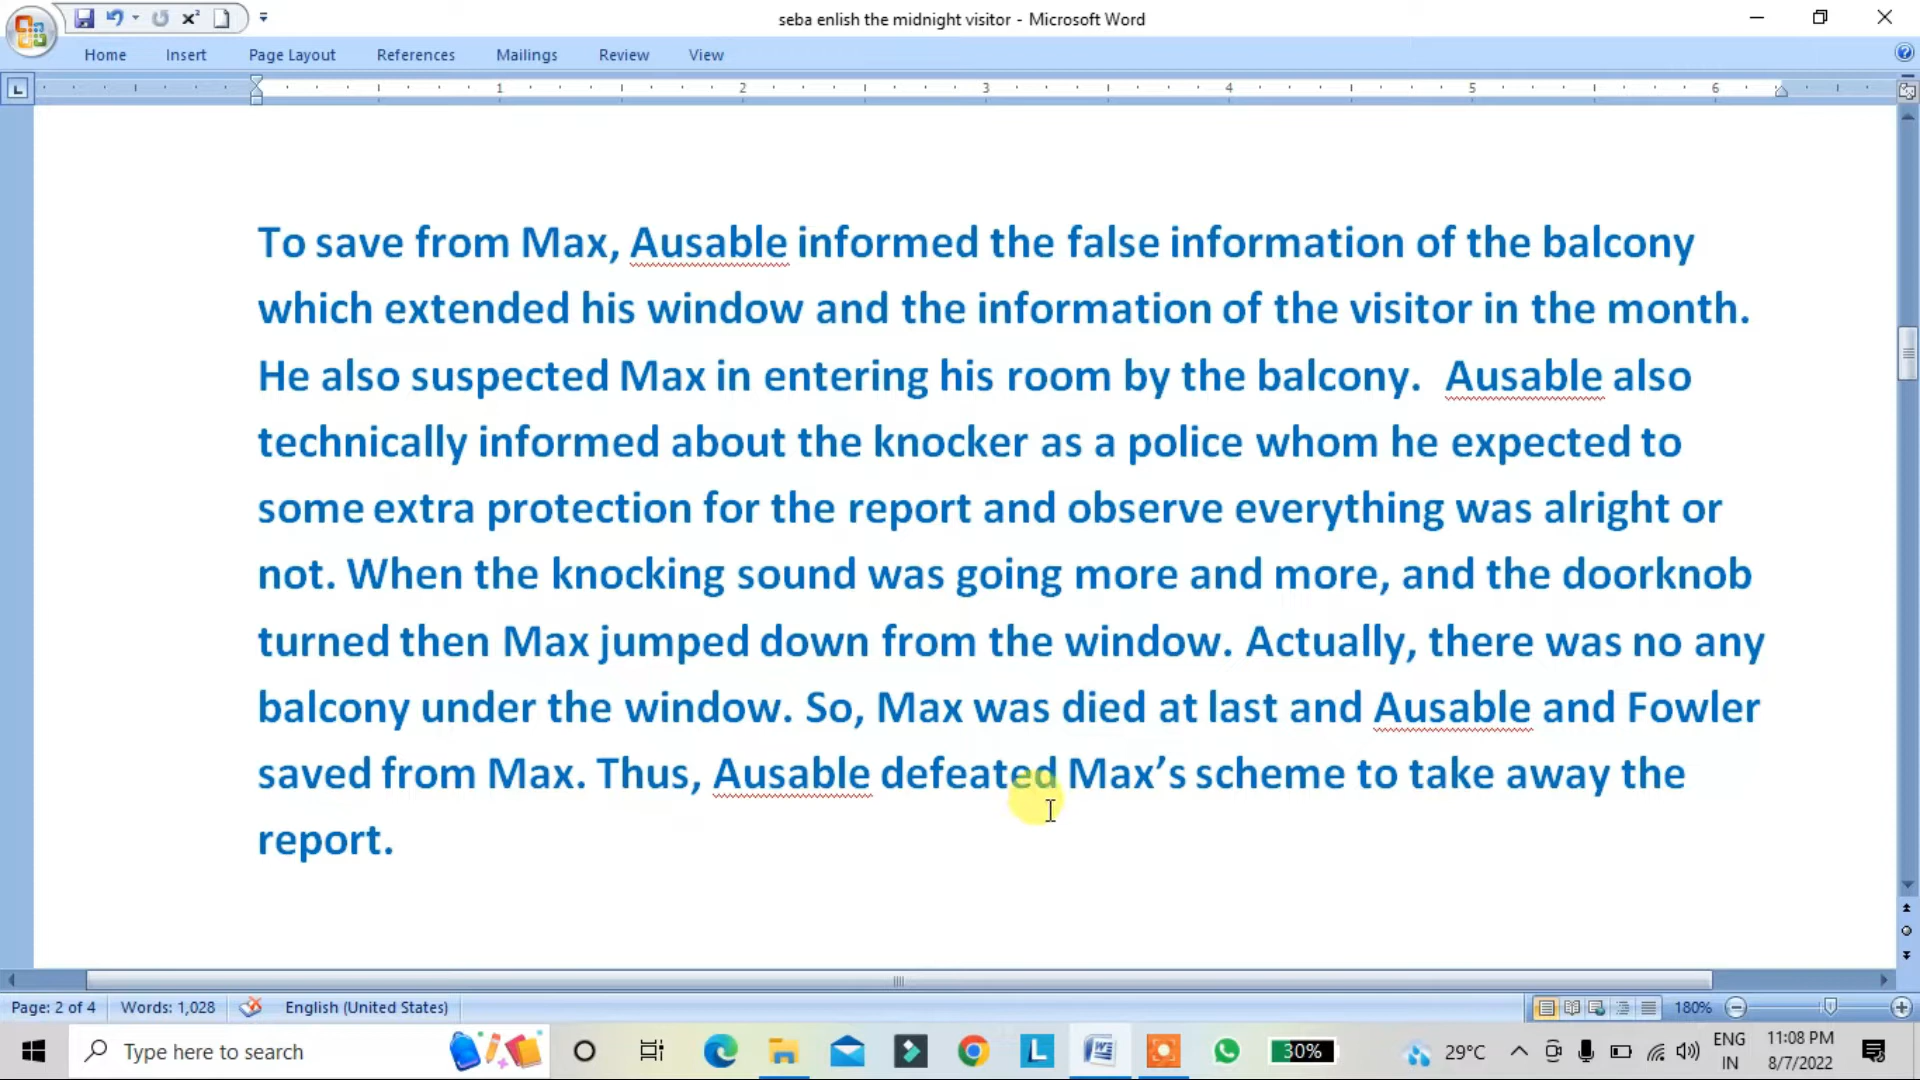 seba enlish the midnight visitor - Microsoft Word
Home Insert Page Layout References Mailings Review View
1 2 3 4 5 6
To save from Max, Ausable informed the false information of the balcony
which extended his window and the information of the visitor in the month.
He also suspected Max in entering his room by the balcony. Ausable also
technically informed about the knocker as a police whom he expected to
some extra protection for the report and observe everything was alright or
not. When the knocking sound was going more and more, and the doorknob
turned then Max jumped down from the window. Actually, there was no any
balcony under the window. So, Max was died at last and Ausable and Fowler
saved from Max. Thus, Ausable defeated Max’s scheme to take away the
report.
Page: 2 of 4 Words: 1,028 English (United States) 180%
Type here to search 30% 29°C ENG 11:08 PM
IN 8/7/2022